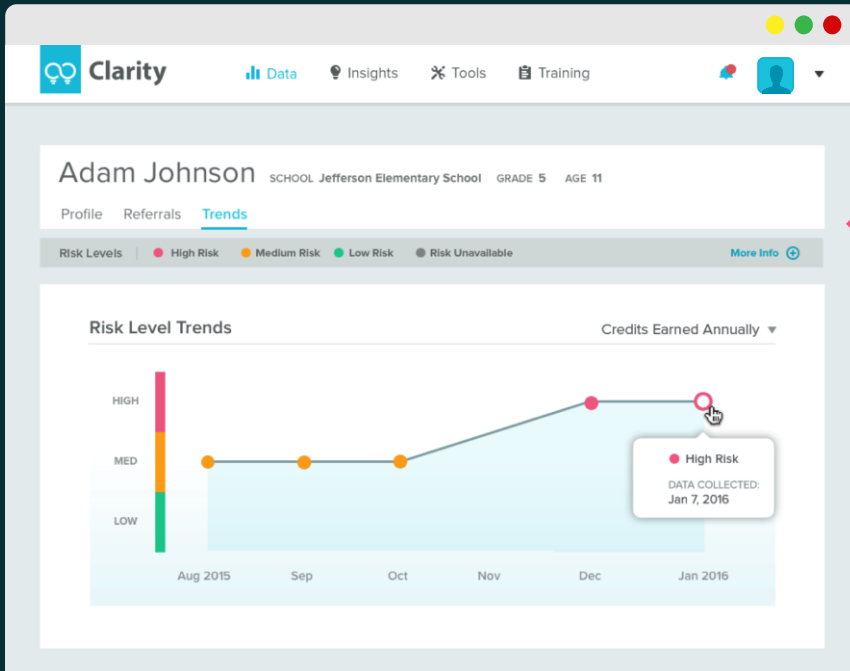 Clarity Data Insights Tools Training
Adam Johnson SCHOOL Jefferson Elementary School GRADE 5 AGE 11
Profile Referrals Trends
Risk Levels High Risk Medium Risk Low Risk Risk Unavailable More Info
Risk Level Trends Credits Earned Annually
HIGH
MED
High Risk
DATA COLLECTED:
Jan 7, 2016
LOW
Aug 2015 Sep Oct Nov Dec Jan 2016